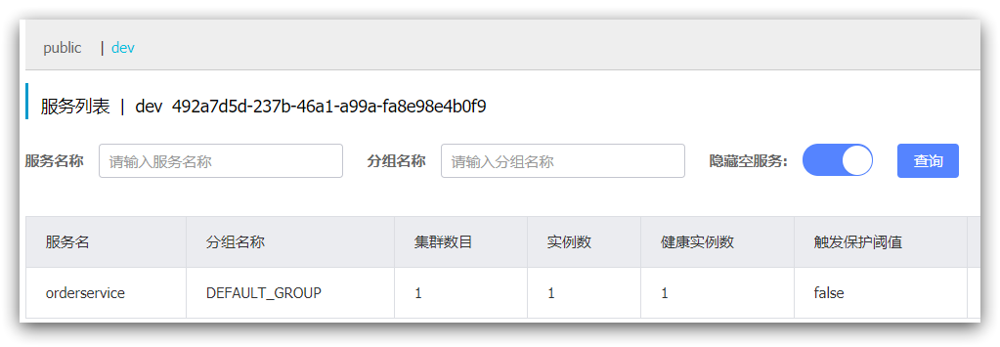 public | dev
服务列表 | dev 492a7d5d-237b-46a1-a99a-fa8e98e4b0f9
服务名称 请输入服务名称 分组名称 请输入分组名称 隐藏空服务: 查询
服务名 分组名称 集群数目 实例数 健康实例数 触发保护阈值
orderservice DEFAULT_GROUP 1 1 1 false